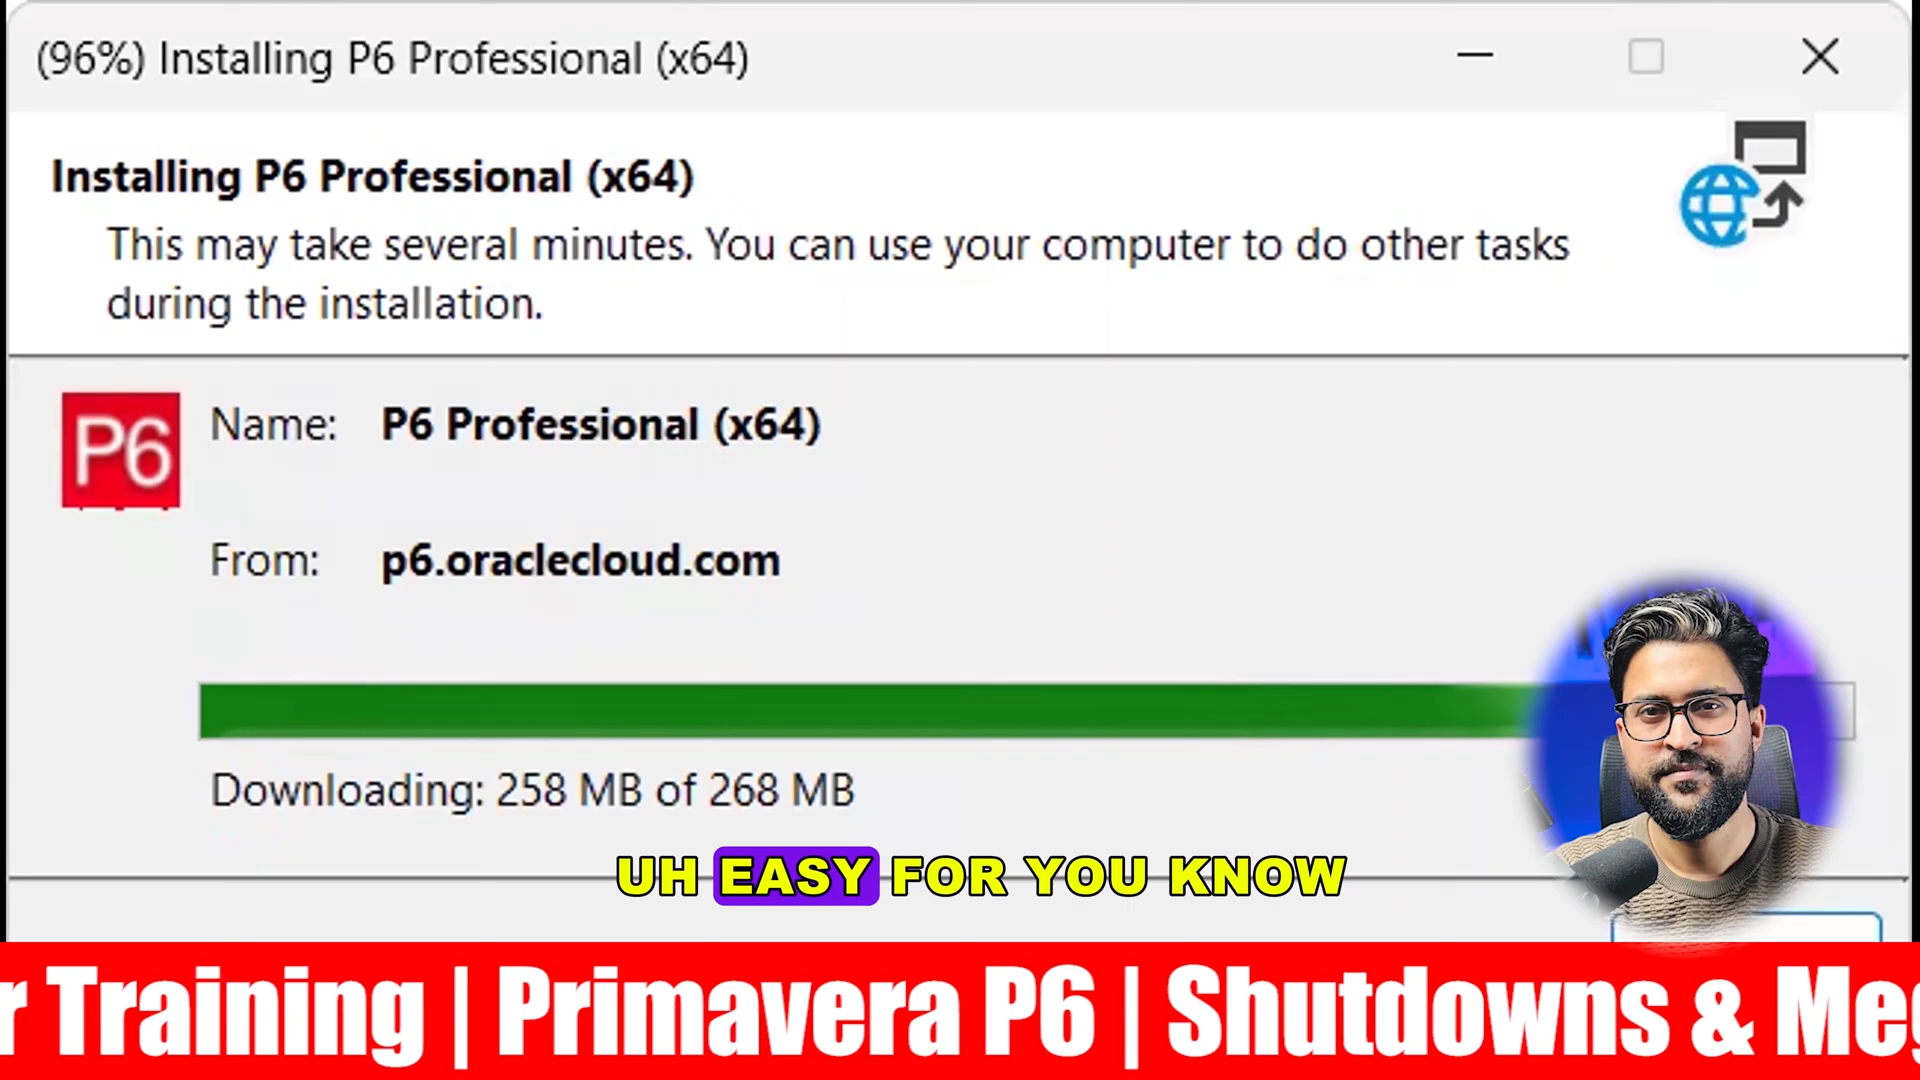 (96%) Installing P6 Professional (x64)
Installing P6 Professional (x64)
This may take several minutes. You can use your computer to do other tasks
during the installation.
P6
Name: P6 Professional (x64)
From: p6.oraclecloud.com
Downloading: 258 MB of 268 MB
UH EASY FOR YOU KNOW
r Training | Primavera P6 | Shutdowns & Meg